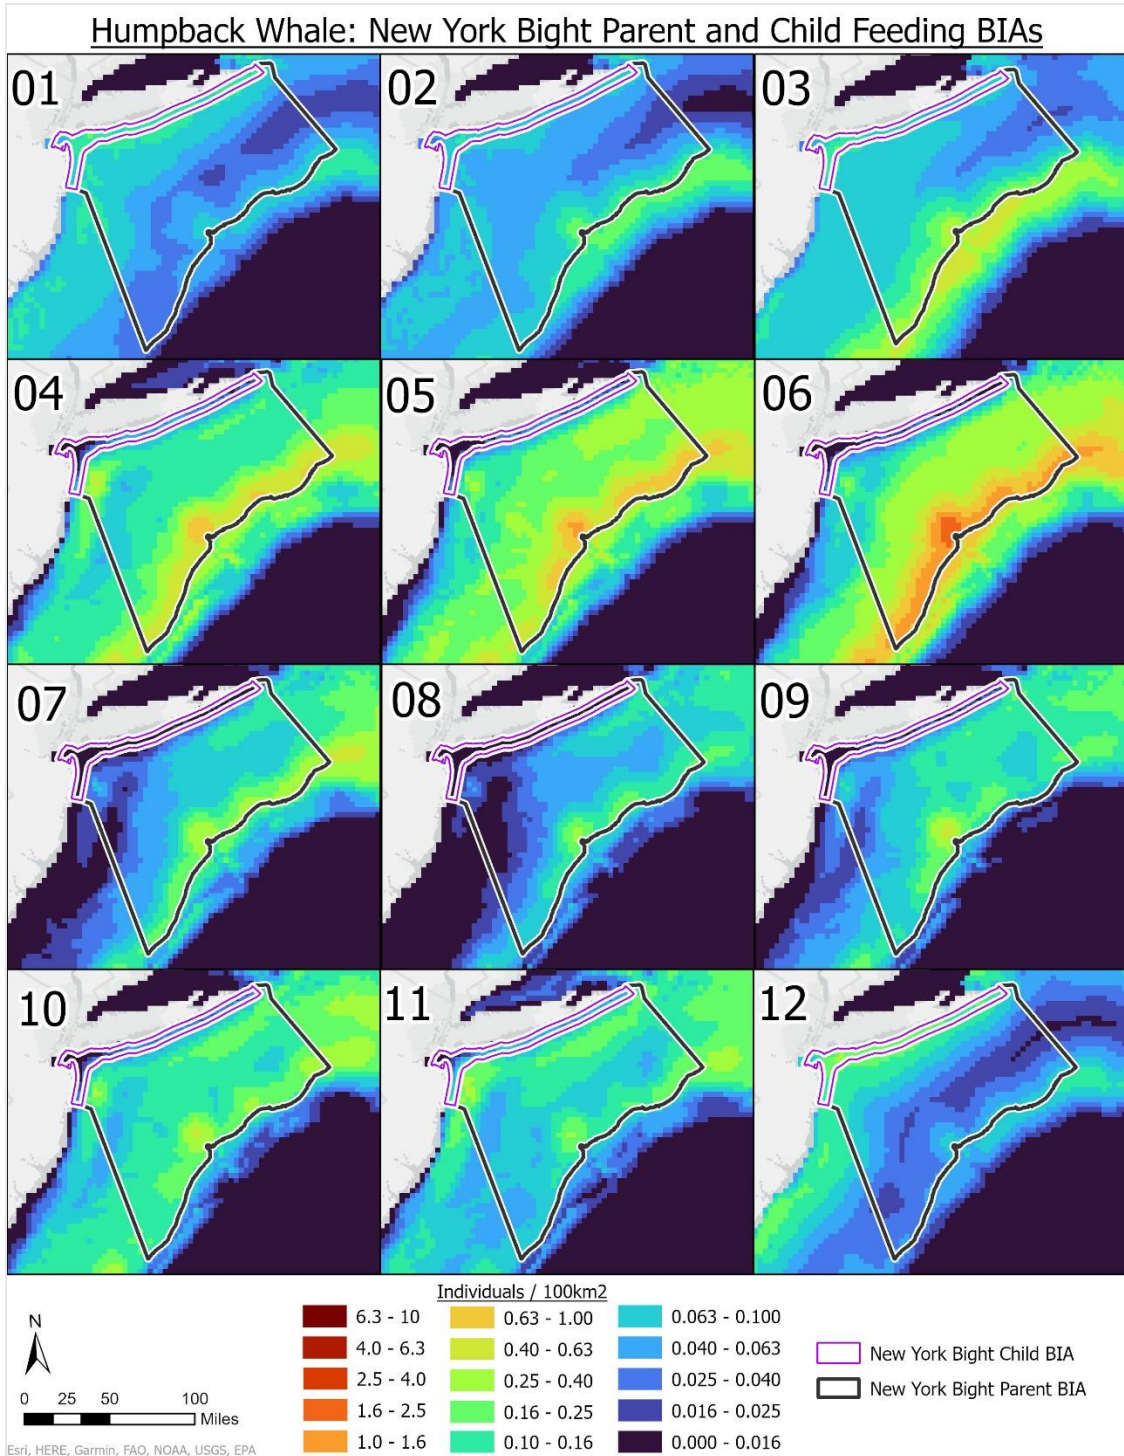 Humpback Whale: New York Bight Parent and Child Feeding BIAs
01
02
03
04
05
06
07
08
09
10
11
12
Individuals / 100km2
6.3 - 10
0.63 - 1.00
0.063 - 0.100
4.0 - 6.3
0.40 - 0.63
0.040 - 0.063
2.5 - 4.0
0.25 - 0.40
0.025 - 0.040
1.6 - 2.5
0.16 - 0.25
0.016 - 0.025
1.0 - 1.6
0.10 - 0.16
0.000 - 0.016
New York Bight Child BIA
New York Bight Parent BIA
N
0 25 50 100
Miles
Esri, HERE, Garmin, FAO, NOAA, USGS, EPA